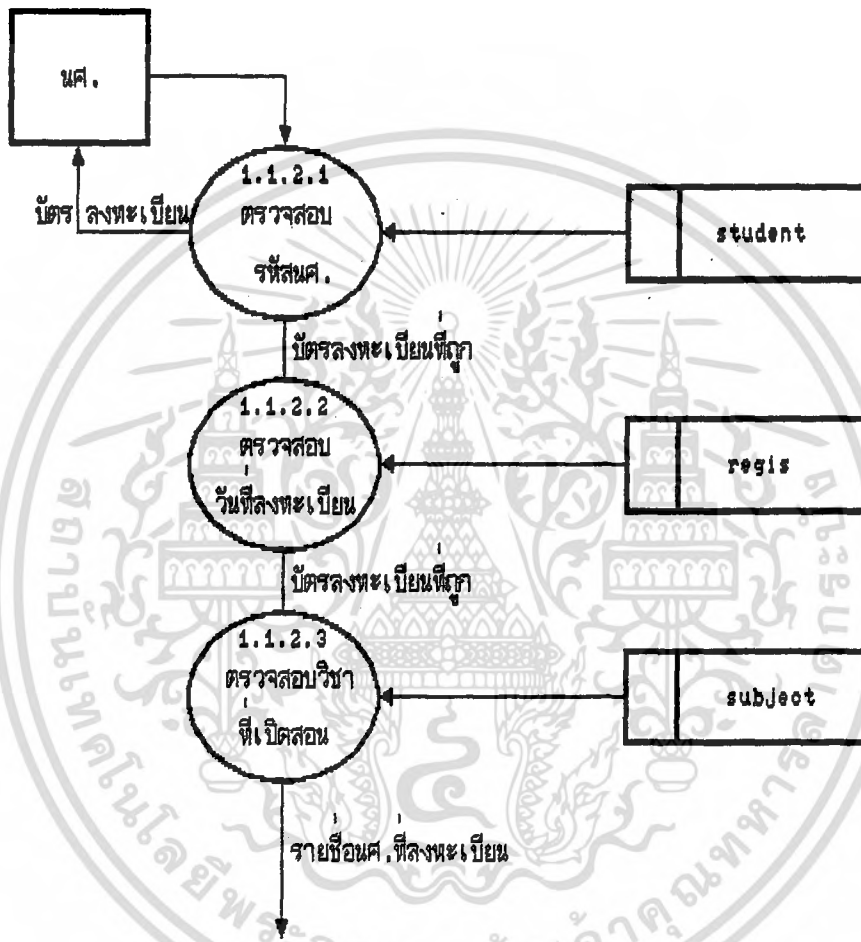 นศ.
1.1.2.1
ตรวจสอบ
รหัสนศ.
บัตรลงทะเบียน
student
บัตรลงทะเบียนที่ถูก
1.1.2.2
ตรวจสอบ
วันที่ลงทะเบียน
regis
บัตรลงทะเบียนที่ถูก
1.1.2.3
ตรวจสอบวิชา
ที่เปิดสอน
subject
รายชื่อนศ.ที่ลงทะเบียน